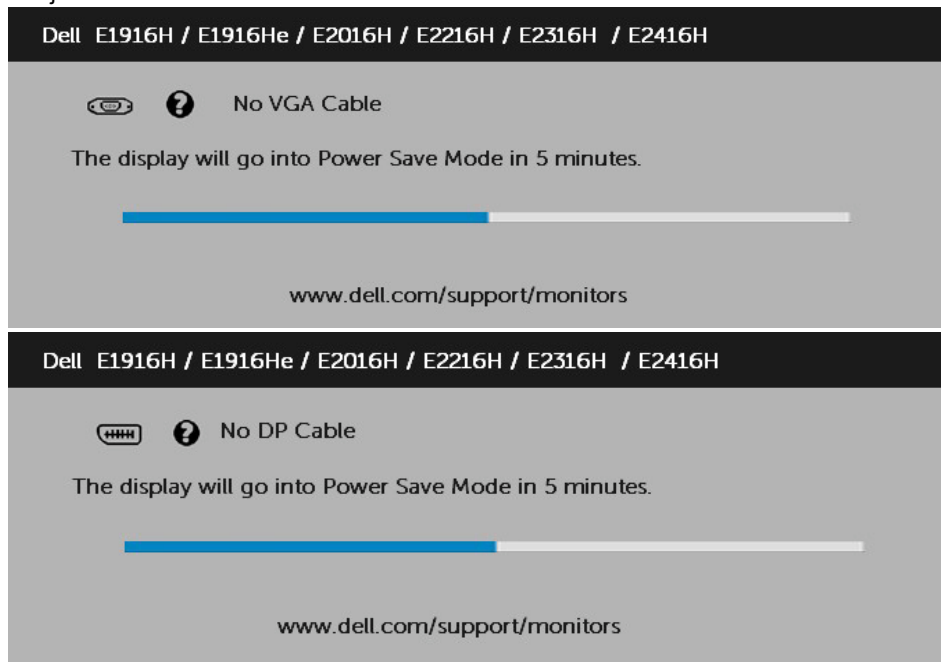 Dell E1916H / E1916He / E2016H / E2216H / E2316H / E2416H
No VGA Cable
The display will go into Power Save Mode in 5 minutes.
www.dell.com/support/monitors
Dell E1916H / E1916He / E2016H / E2216H / E2316H / E2416H
No DP Cable
The display will go into Power Save Mode in 5 minutes.
www.dell.com/support/monitors